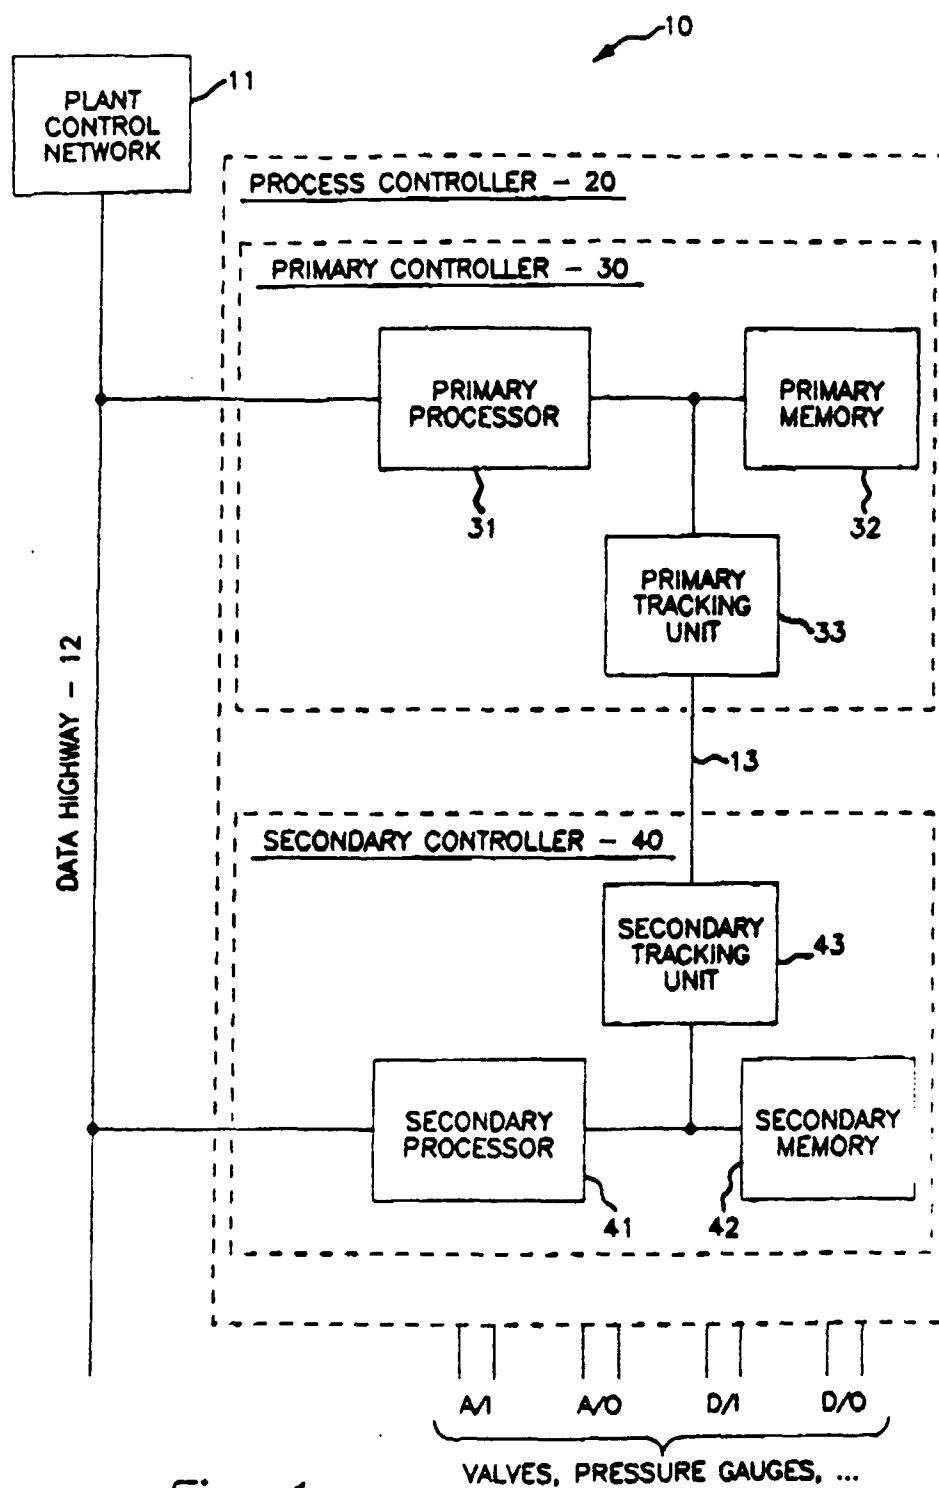 10
PLANT
CONTROL
NETWORK
11
PROCESS CONTROLLER - 20
PRIMARY CONTROLLER - 30
PRIMARY
PROCESSOR
31
PRIMARY
MEMORY
32
PRIMARY
TRACKING
UNIT
33
DATA HIGHWAY - 12
13
SECONDARY CONTROLLER - 40
SECONDARY
TRACKING
UNIT
43
SECONDARY
PROCESSOR
41
SECONDARY
MEMORY
42
A/I
A/O
D/I
D/O
VALVES, PRESSURE GAUGES, ...